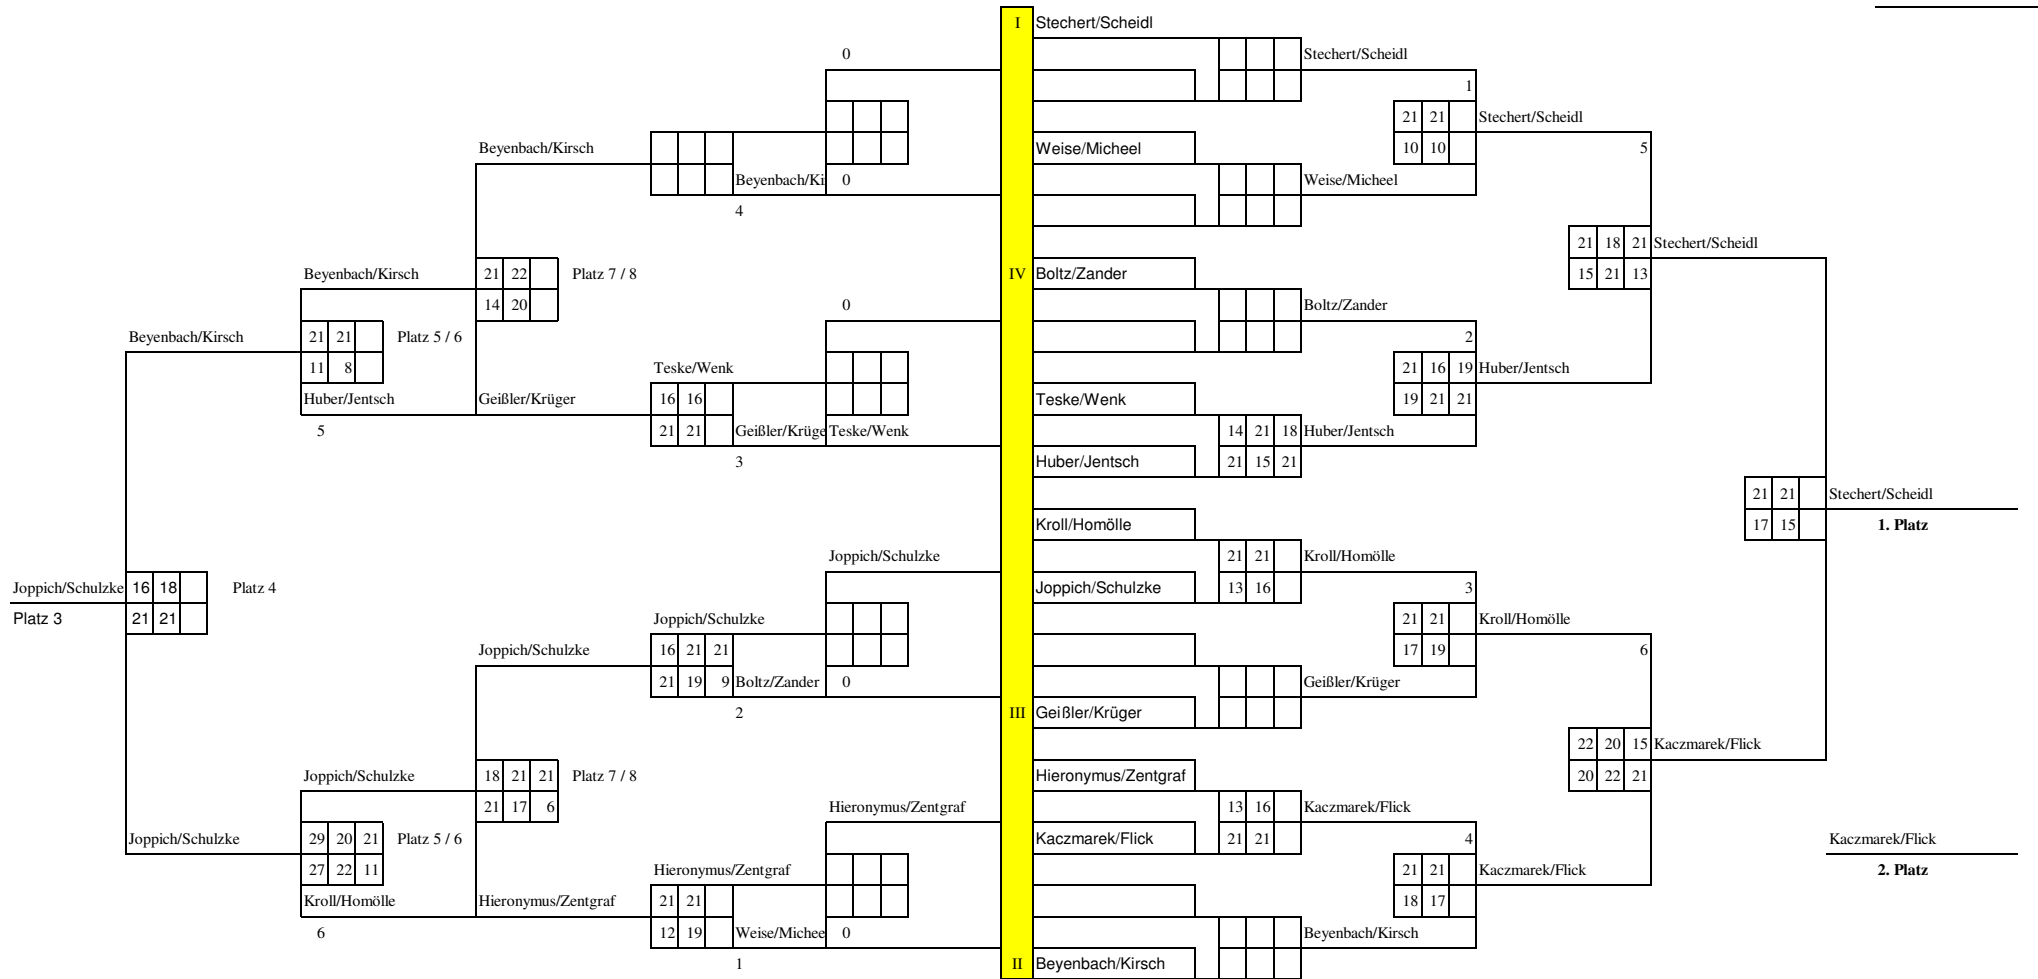 I Stechert/Scheidl
0 Stechert/Scheidl
1
21 21 Stechert/Scheidl
Beyenbach/Kirsch Weise/Micheel 10 10 5
Beyenbach/Ki 0 Weise/Micheel
4
21 18 21 Stechert/Scheidl
Beyenbach/Kirsch 21 22 Platz 7 / 8 IV Boltz/Zander 15 21 13
14 20 0 Boltz/Zander
Beyenbach/Kirsch 21 21 Platz 5 / 6 2
11 8 Teske/Wenk 21 16 19 Huber/Jentsch
Huber/Jentsch Geißler/Krüger 16 16 Teske/Wenk 19 21 21
5 21 21 Geißler/Krüge Teske/Wenk 14 21 18 Huber/Jentsch
3 Huber/Jentsch 21 15 21
21 21 Stechert/Scheidl
Kroll/Homölle 17 15 1. Platz
Joppich/Schulzke 21 21 Kroll/Homölle
Joppich/Schulzke 16 18 Platz 4 Joppich/Schulzke 13 16 3
Platz 3 21 21 Joppich/Schulzke 21 21 Kroll/Homölle
Joppich/Schulzke 16 21 21 17 19 6
21 19 9 Boltz/Zander 0 Geißler/Krüger
2 III Geißler/Krüger
22 20 15 Kaczmarek/Flick
Joppich/Schulzke 18 21 21 Platz 7 / 8 Hieronymus/Zentgraf 20 22 21
21 17 6 Hieronymus/Zentgraf 13 16 Kaczmarek/Flick
Joppich/Schulzke 29 20 21 Platz 5 / 6 Kaczmarek/Flick 21 21 4 Kaczmarek/Flick
27 22 11 Hieronymus/Zentgraf 21 21 Kaczmarek/Flick 2. Platz
Kroll/Homölle Hieronymus/Zentgraf 21 21 18 17
6 12 19 Weise/Michee 0 Beyenbach/Kirsch
1 II Beyenbach/Kirsch